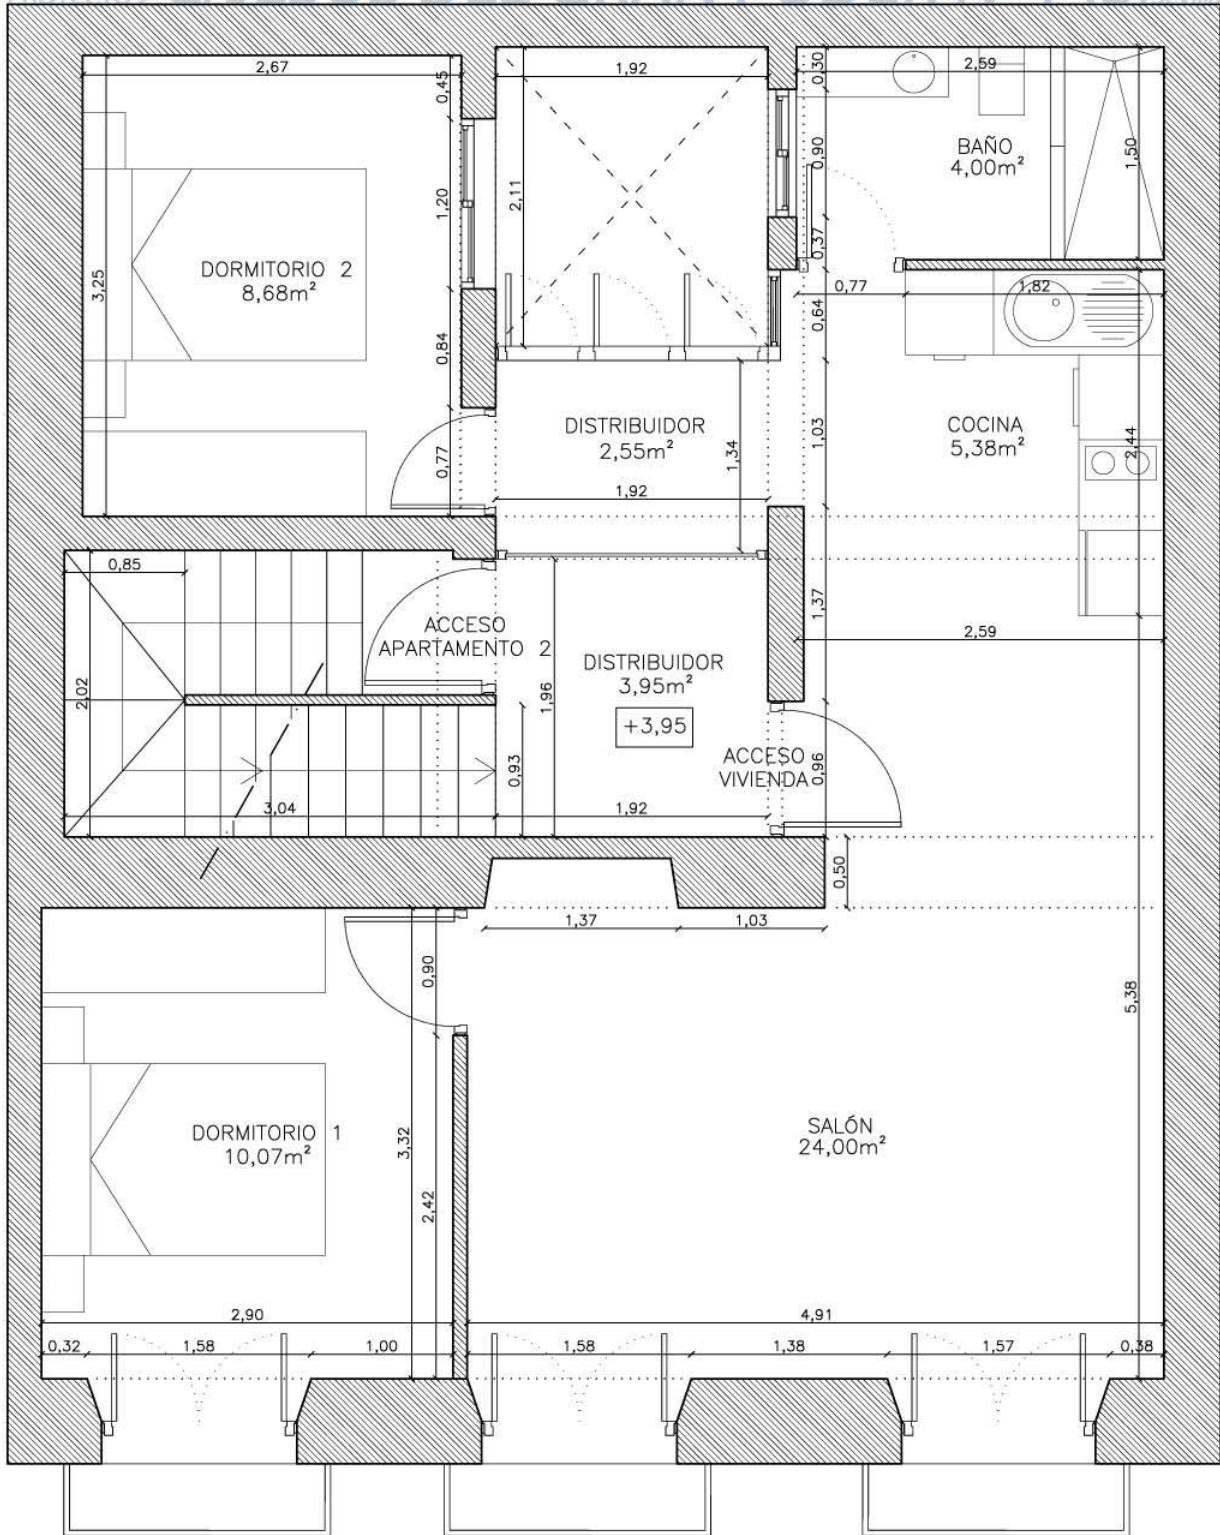 2,67
1,92
2,59
0,30
0,45
BAÑO
4,00m²
0,90
1,50
2,11
1,20
0,37
DORMITORIO 2
8,68m²
3,25
0,77
1,82
0,64
0,84
DISTRIBUIDOR
2,55m²
COCINA
5,38m²
1,03
1,34
2,44
0,77
1,92
0,85
1,37
ACCESO
APARTAMENTO 2
2,59
DISTRIBUIDOR
3,95m²
2,02
1,96
+3,95
ACCESO
VIVIENDA
0,93
0,96
3,04
1,92
0,50
1,37
1,03
0,90
5,38
DORMITORIO 1
10,07m²
3,32
SALÓN
24,00m²
2,42
2,90
4,91
0,32
1,58
1,00
1,58
1,38
1,57
0,38